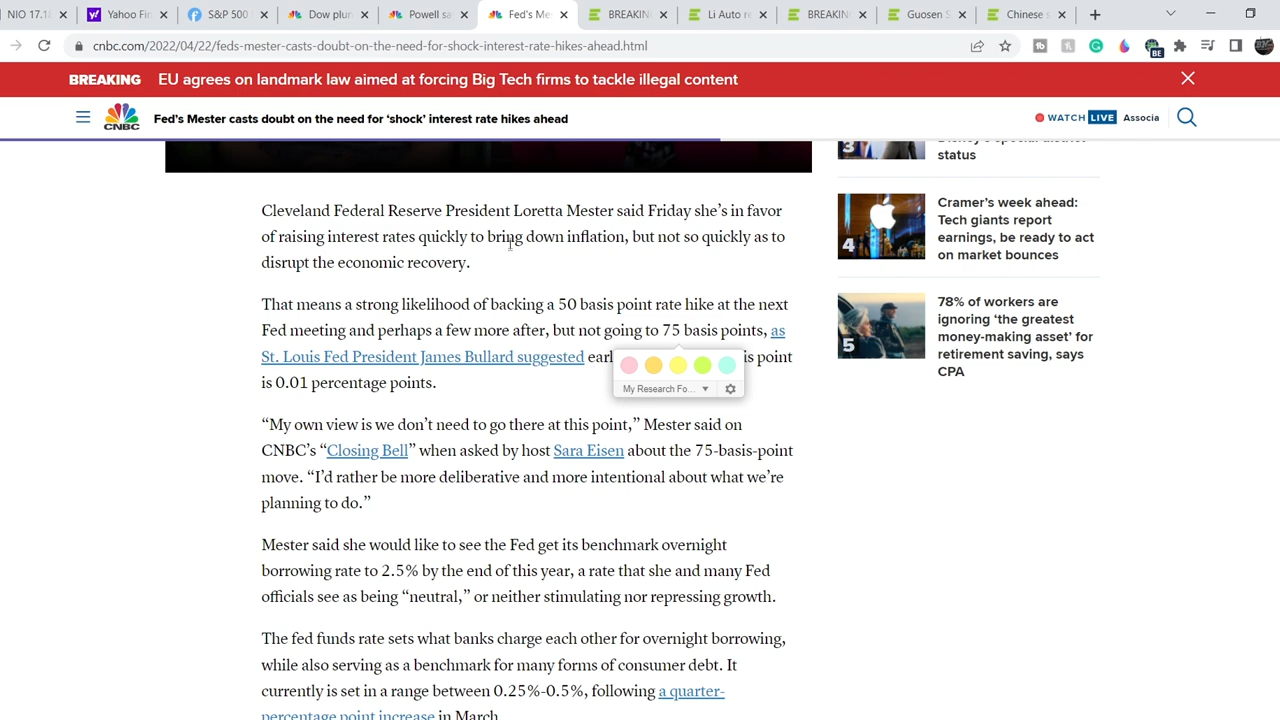 NIO 17.1
Yahoo Fin
S&P 500
Dow plun
Powell sa
Fed's Me
BREAKIN
Li Auto re
BREAKIN
Guosen S
Chinese s
cnbc.com/2022/04/22/feds-mester-casts-doubt-on-the-need-for-shock-interest-rate-hikes-ahead.html
BE
BREAKING EU agrees on landmark law aimed at forcing Big Tech firms to tackle illegal content
CNBC
Fed's Mester casts doubt on the need for ‘shock’ interest rate hikes ahead
WATCH LIVE Associa
Cleveland Federal Reserve President Loretta Mester said Friday she’s in favor
of raising interest rates quickly to bring down inflation, but not so quickly as to
disrupt the economic recovery.
That means a strong likelihood of backing a 50 basis point rate hike at the next
Fed meeting and perhaps a few more after, but not going to 75 basis points, as
St. Louis Fed President James Bullard suggested earl
is point
is 0.01 percentage points.
My Research Fo...
“My own view is we don’t need to go there at this point,” Mester said on
CNBC’s “Closing Bell” when asked by host Sara Eisen about the 75-basis-point
move. “I’d rather be more deliberative and more intentional about what we’re
planning to do.”
Mester said she would like to see the Fed get its benchmark overnight
borrowing rate to 2.5% by the end of this year, a rate that she and many Fed
officials see as being “neutral,” or neither stimulating nor repressing growth.
The fed funds rate sets what banks charge each other for overnight borrowing,
while also serving as a benchmark for many forms of consumer debt. It
currently is set in a range between 0.25%-0.5%, following a quarter-
percentage point increase in March.
3
status
4
Cramer’s week ahead:
Tech giants report
earnings, be ready to act
on market bounces
5
78% of workers are
ignoring ‘the greatest
money-making asset’ for
retirement saving, says
CPA